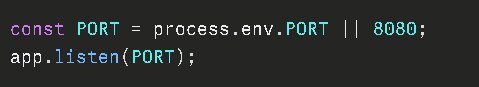 const PORT = process.env.PORT || 8080;
app.listen(PORT);